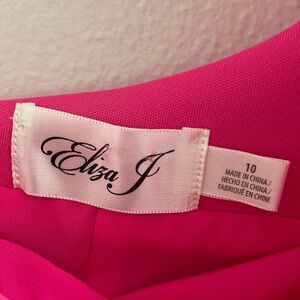 Eliza J
10
MADE IN CHINA /
HECHO EN CHINA /
FABRIQUÉ EN CHINE